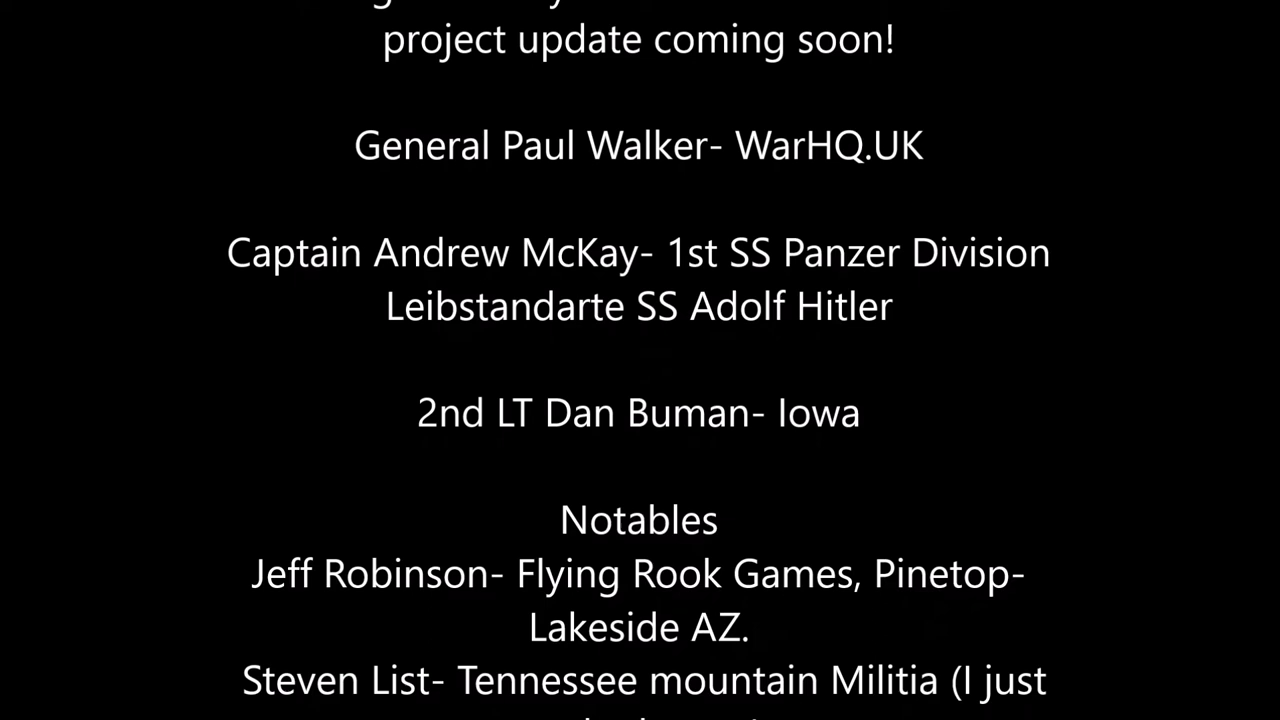 project update coming soon!
General Paul Walker- WarHQ.UK
Captain Andrew McKay- 1st SS Panzer Division
Leibstandarte SS Adolf Hitler
2nd LT Dan Buman- Iowa
Notables
Jeff Robinson- Flying Rook Games, Pinetop-
Lakeside AZ.
Steven List- Tennessee mountain Militia (I just